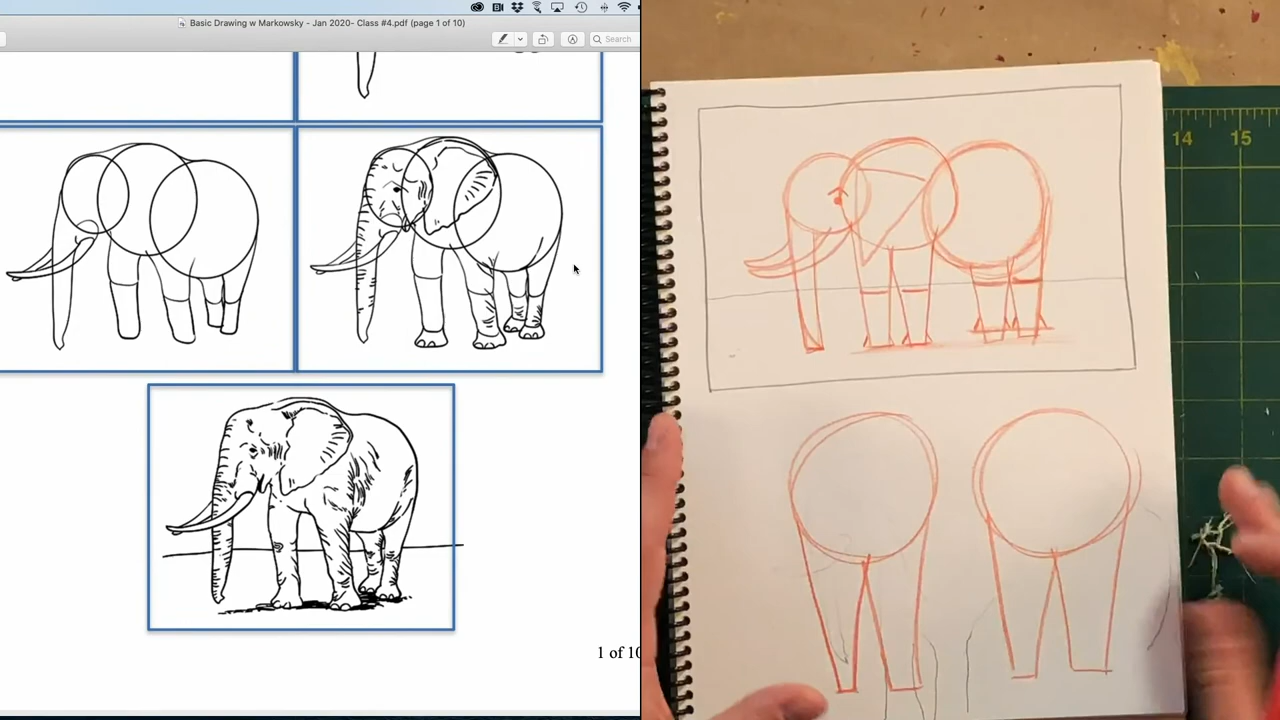 Basic Drawing w Markowsky - Jan 2020- Class #4.pdf (page 1 of 10)
Search
14
15
1 of 10